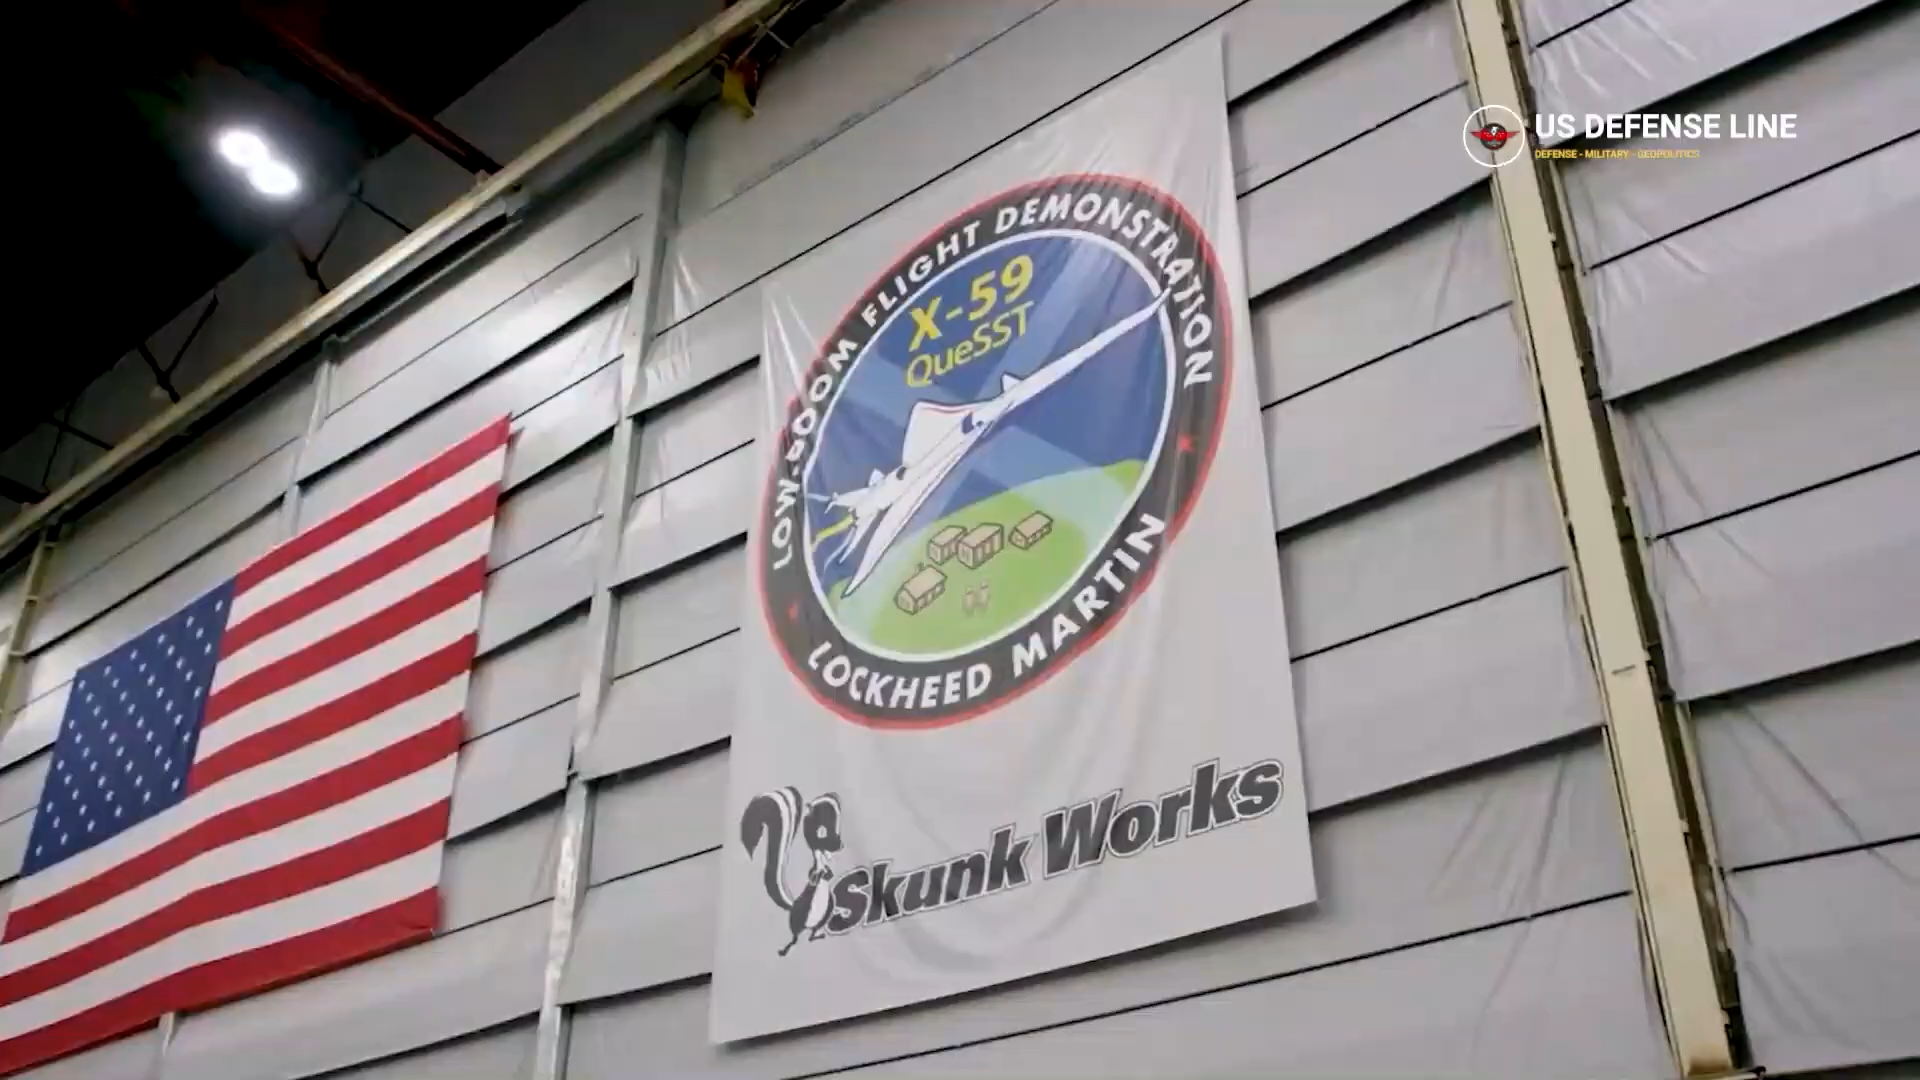 US DEFENSE LINE
DEFENSE - MILITARY - GEOPOLITICS
LOW-BOOM FLIGHT DEMONSTRATION
X-59
QueSST
LOCKHEED MARTIN
Skunk Works